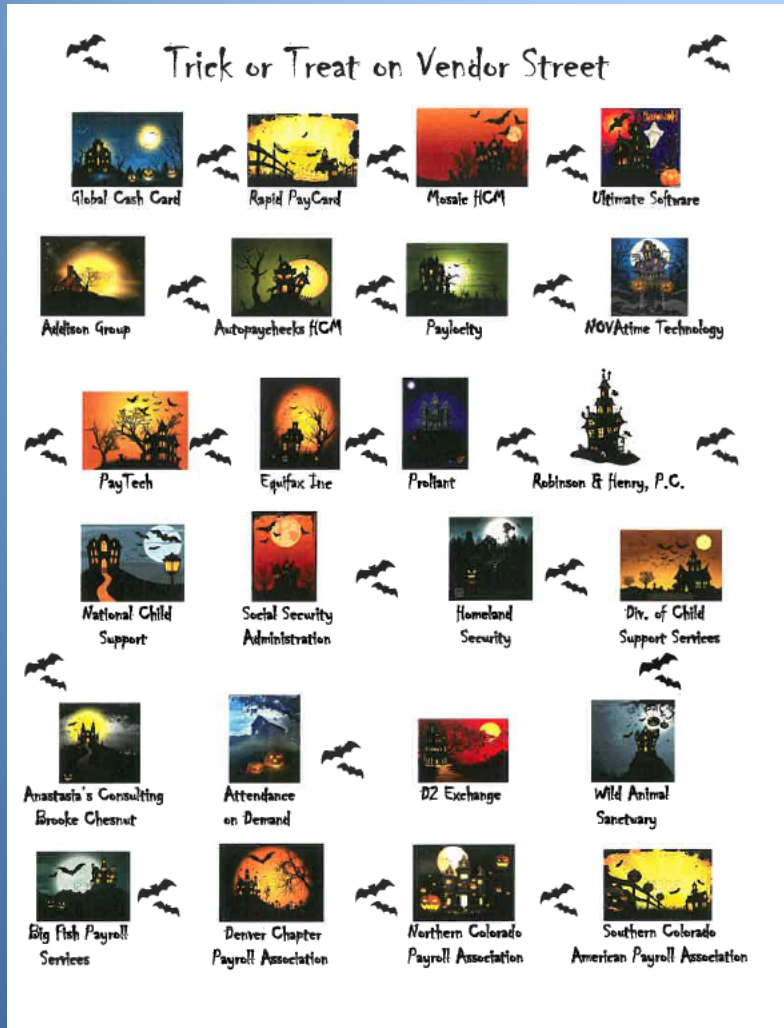 Trick or Treat on Vendor Street
Global Cash Card
Rapid PayCard
Mosaic HCM
Ultimate Software
Addison Group
Autopaychecks HCM
Paylocity
NOVAtime Technology
PayTech
Equifax Inc
Proliant
Robinson & Henry, P.C.
National Child
Support
Social Security
Administration
Homeland
Security
Div. of Child
Support Services
Anastasia's Consulting
Brooke Chesnut
Attendance
on Demand
D2 Exchange
Wild Animal
Sanctuary
Big Fish Payroll
Services
Denver Chapter
Payroll Association
Northern Colorado
Payroll Association
Southern Colorado
American Payroll Association